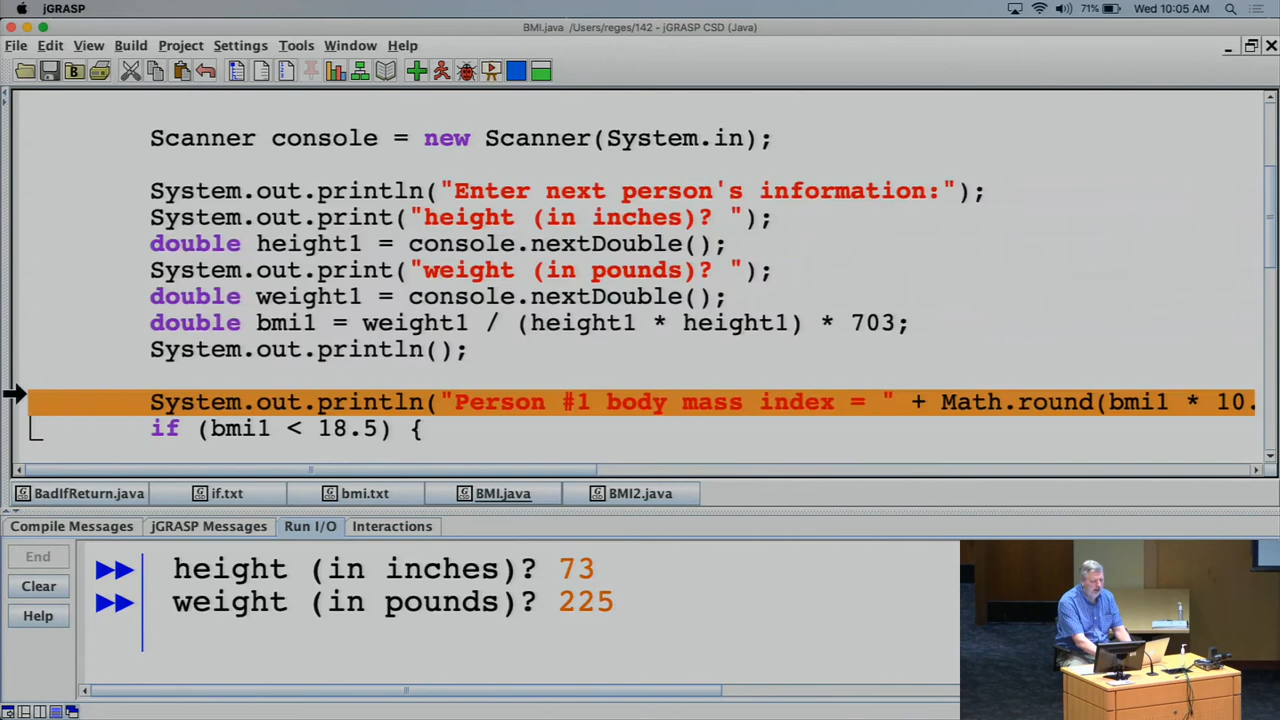 jGRASP
71% Wed 10:05 AM
BMI.java /Users/reges/142 - jGRASP CSD (Java)
File Edit View Build Project Settings Tools Window Help
Scanner console = new Scanner(System.in);
System.out.println("Enter next person's information:");
System.out.print("height (in inches)? ");
double height1 = console.nextDouble();
System.out.print("weight (in pounds)? ");
double weight1 = console.nextDouble();
double bmi1 = weight1 / (height1 * height1) * 703;
System.out.println();
System.out.println("Person #1 body mass index = " + Math.round(bmi1 * 10.
if (bmi1 < 18.5) {
BadIfReturn.java if.txt bmi.txt BMI.java BMI2.java
Compile Messages jGRASP Messages Run I/O Interactions
End
Clear
Help
height (in inches)? 73
weight (in pounds)? 225